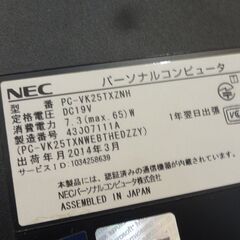 NEC パーソナルコンピュータ
型番 PC-VK25TXZNH
定格電圧 DC19V
定格電力 7.3(max.65)W
製造番号 43J07111A
(PC-VK25TXNWE5THEDZZY)
出荷年月 2014年3月
サービスID:1034258639
1年翌日出張
本製品には、認証済みの通信機器が内蔵されています。
NECパーソナルコンピュータ株式会社
ASSEMBLED IN JAPAN